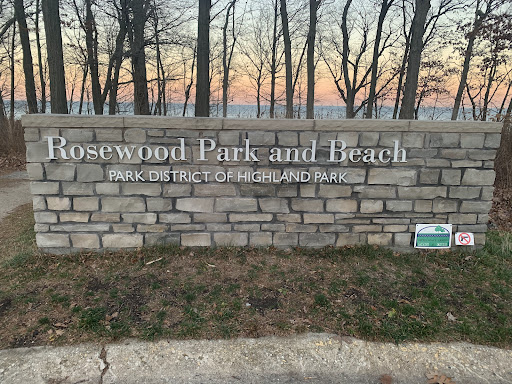 Rosewood Park and Beach
PARK DISTRICT OF HIGHLAND PARK